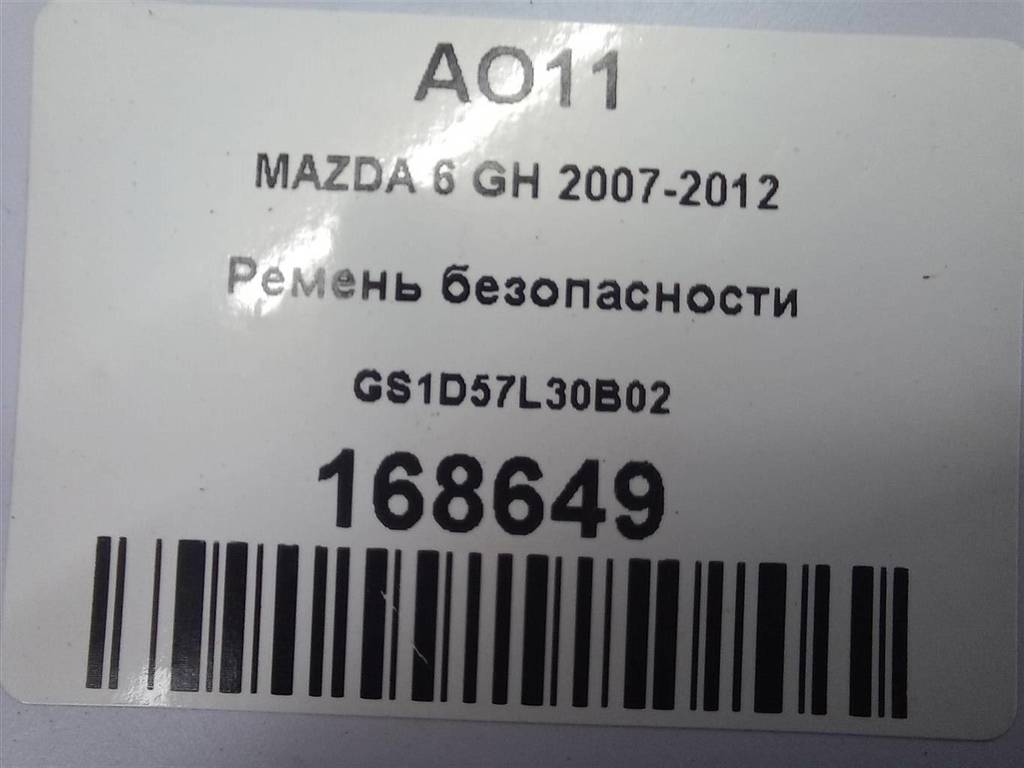 AO11
MAZDA 6 GH 2007-2012
Ремень безопасности
GS1D57L30B02
168649